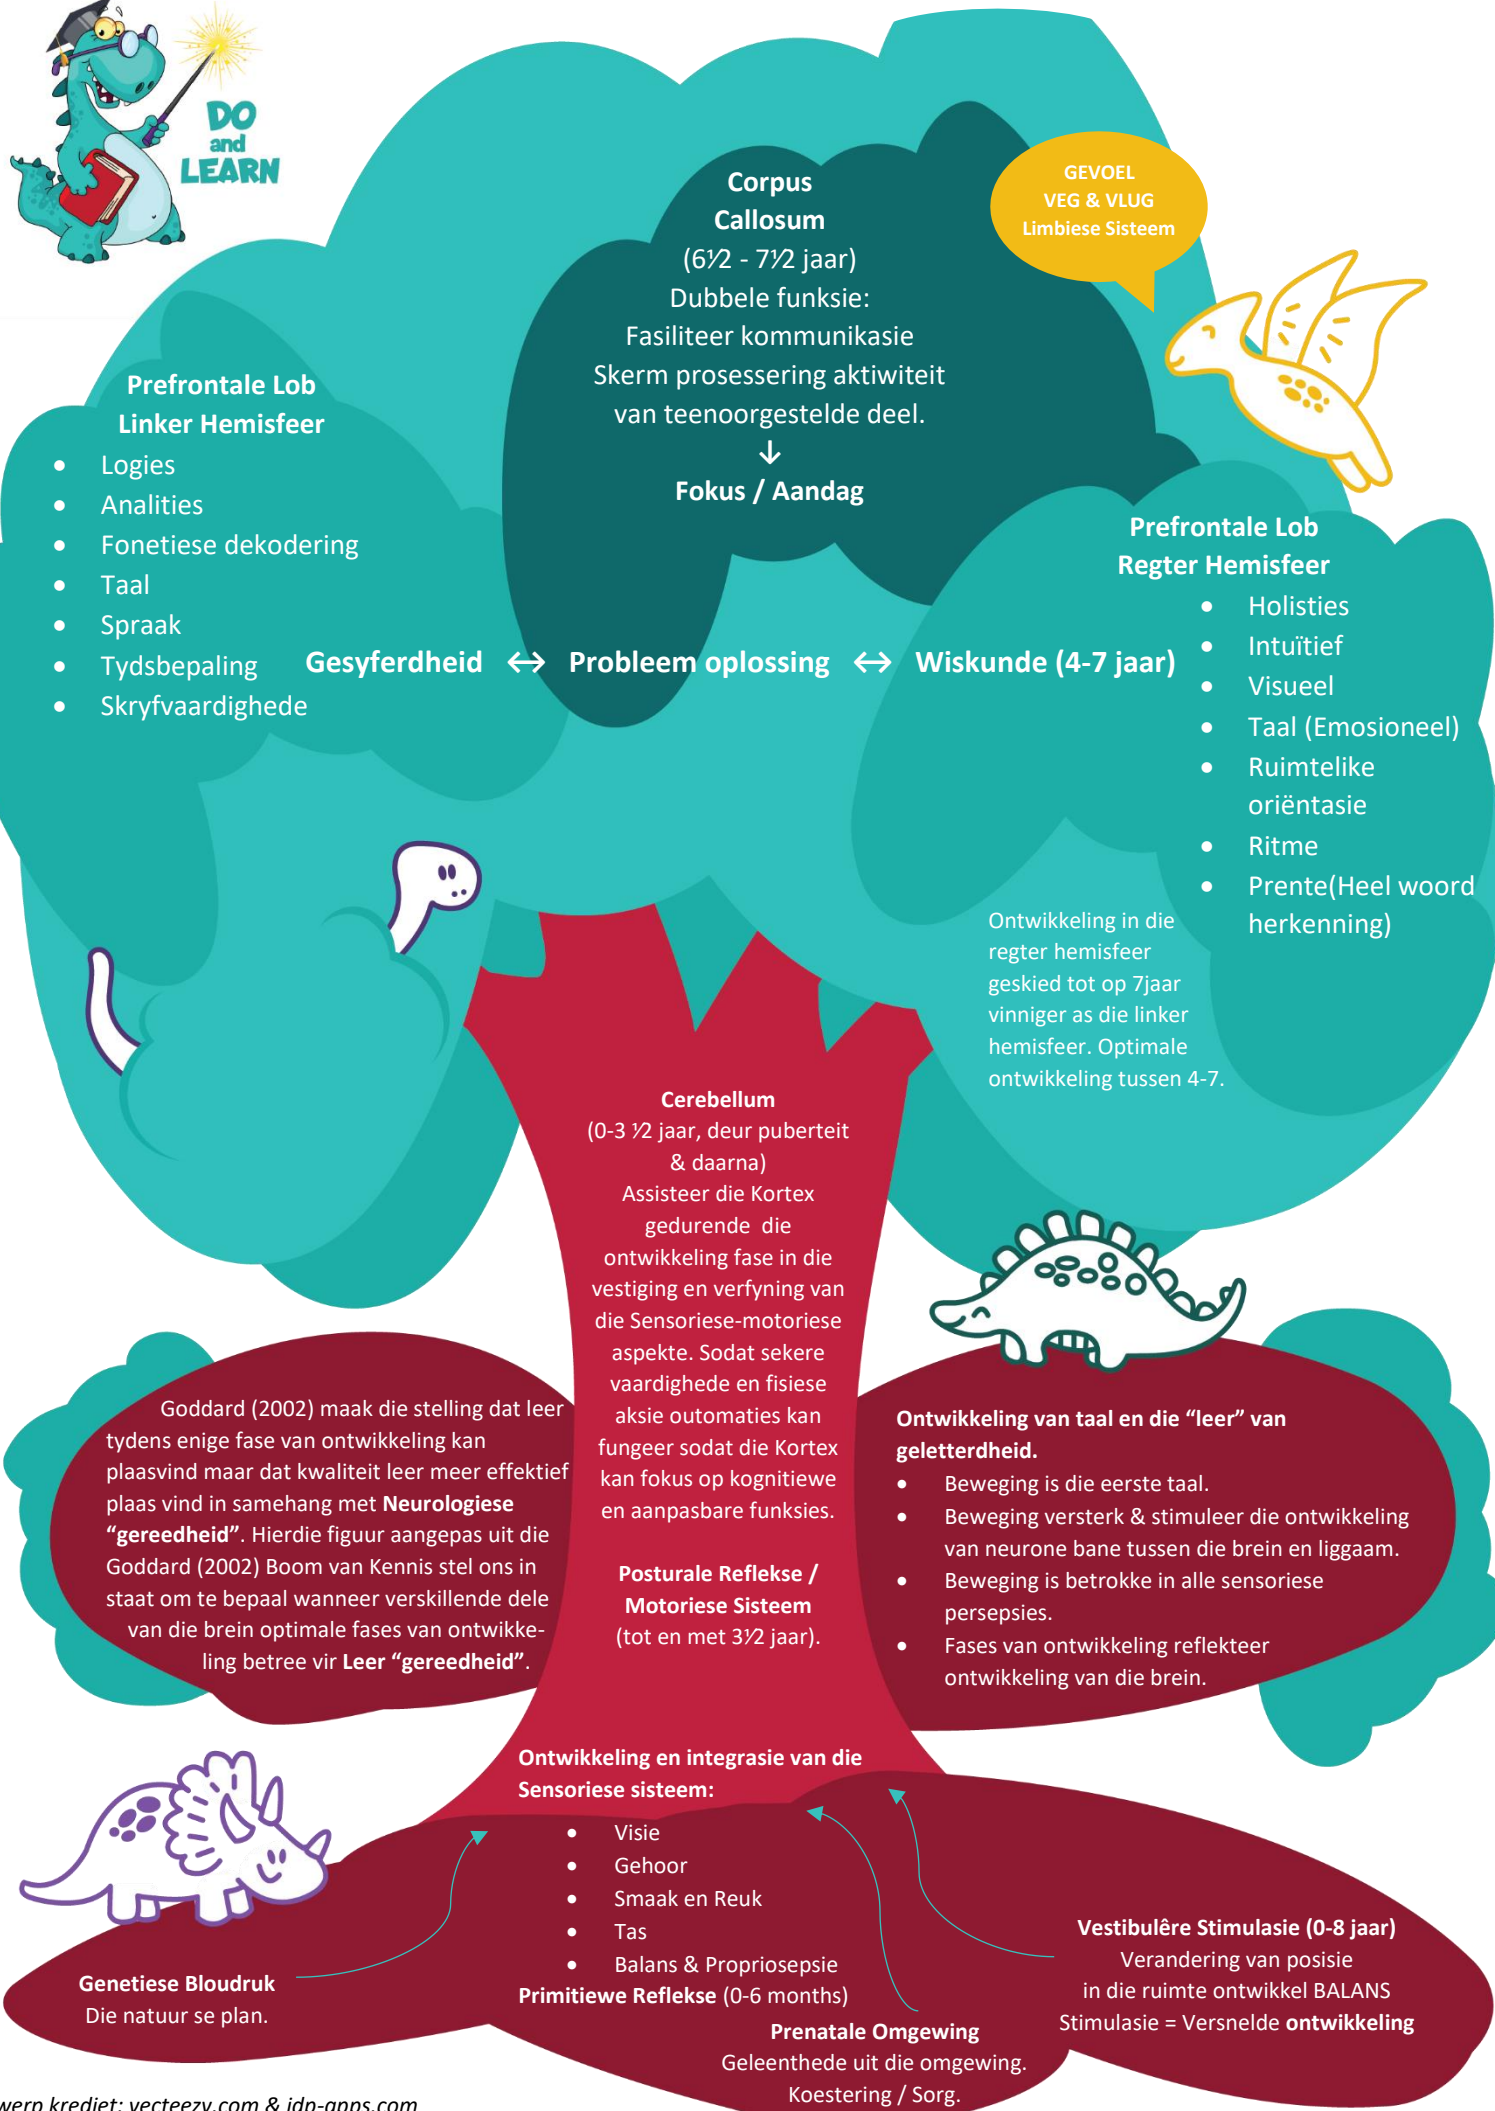 DO
and
LEARN
GEVOEL
VEG & VLUG
Limbiese Sisteem
Corpus
Callosum
(6½ - 7½ jaar)
Dubbele funksie:
Fasiliteer kommunikasie
Skerm prosessering aktiwiteit
van teenoorgestelde deel.
↓
Fokus / Aandag
Prefrontale Lob
Linker Hemisfeer
• Logies
• Analities
• Fonetiese dekodering
• Taal
• Spraak
• Tydsbepaling
• Skryfvaardighede
Gesyferdheid ↔ Probleem oplossing ↔ Wiskunde (4-7 jaar)
Prefrontale Lob
Regter Hemisfeer
• Holisties
• Intuïtief
• Visueel
• Taal (Emosioneel)
• Ruimtelike
oriëntasie
• Ritme
• Prente(Heel woord
herkenning)
Ontwikkeling in die
regter hemisfeer
geskied tot op 7jaar
vinniger as die linker
hemisfeer. Optimale
ontwikkeling tussen 4-7.
Cerebellum
(0-3 ½ jaar, deur puberteit
& daarna)
Assisteer die Kortex
gedurende die
ontwikkeling fase in die
vestiging en verfyning van
die Sensoriese-motoriese
aspekte. Sodat sekere
vaardighede en fisiese
aksie outomaties kan
fungeer sodat die Kortex
kan fokus op kognitiewe
en aanpasbare funksies.
Posturale Reflekse /
Motoriese Sisteem
(tot en met 3½ jaar).
Goddard (2002) maak die stelling dat leer
tydens enige fase van ontwikkeling kan
plaasvind maar dat kwaliteit leer meer effektief
plaas vind in samehang met Neurologiese
“gereedheid”. Hierdie figuur aangepas uit die
Goddard (2002) Boom van Kennis stel ons in
staat om te bepaal wanneer verskillende dele
van die brein optimale fases van ontwikke-
ling betree vir Leer “gereedheid”.
Ontwikkeling van taal en die “leer” van
geletterdheid.
• Beweging is die eerste taal.
• Beweging versterk & stimuleer die ontwikkeling
van neurone bane tussen die brein en liggaam.
• Beweging is betrokke in alle sensoriese
persepsies.
• Fases van ontwikkeling reflekteer
ontwikkeling van die brein.
Ontwikkeling en integrasie van die
Sensoriese sisteem:
• Visie
• Gehoor
• Smaak en Reuk
• Tas
• Balans & Propriosepsie
Primitiewe Reflekse (0-6 months)
Genetiese Bloudruk
Die natuur se plan.
Prenatale Omgewing
Geleenthede uit die omgewing.
Koestering / Sorg.
Vestibulêre Stimulasie (0-8 jaar)
Verandering van posisie
in die ruimte ontwikkel BALANS
Stimulasie = Versnelde ontwikkeling
krediet: vecteezy.com & idp-apps.com